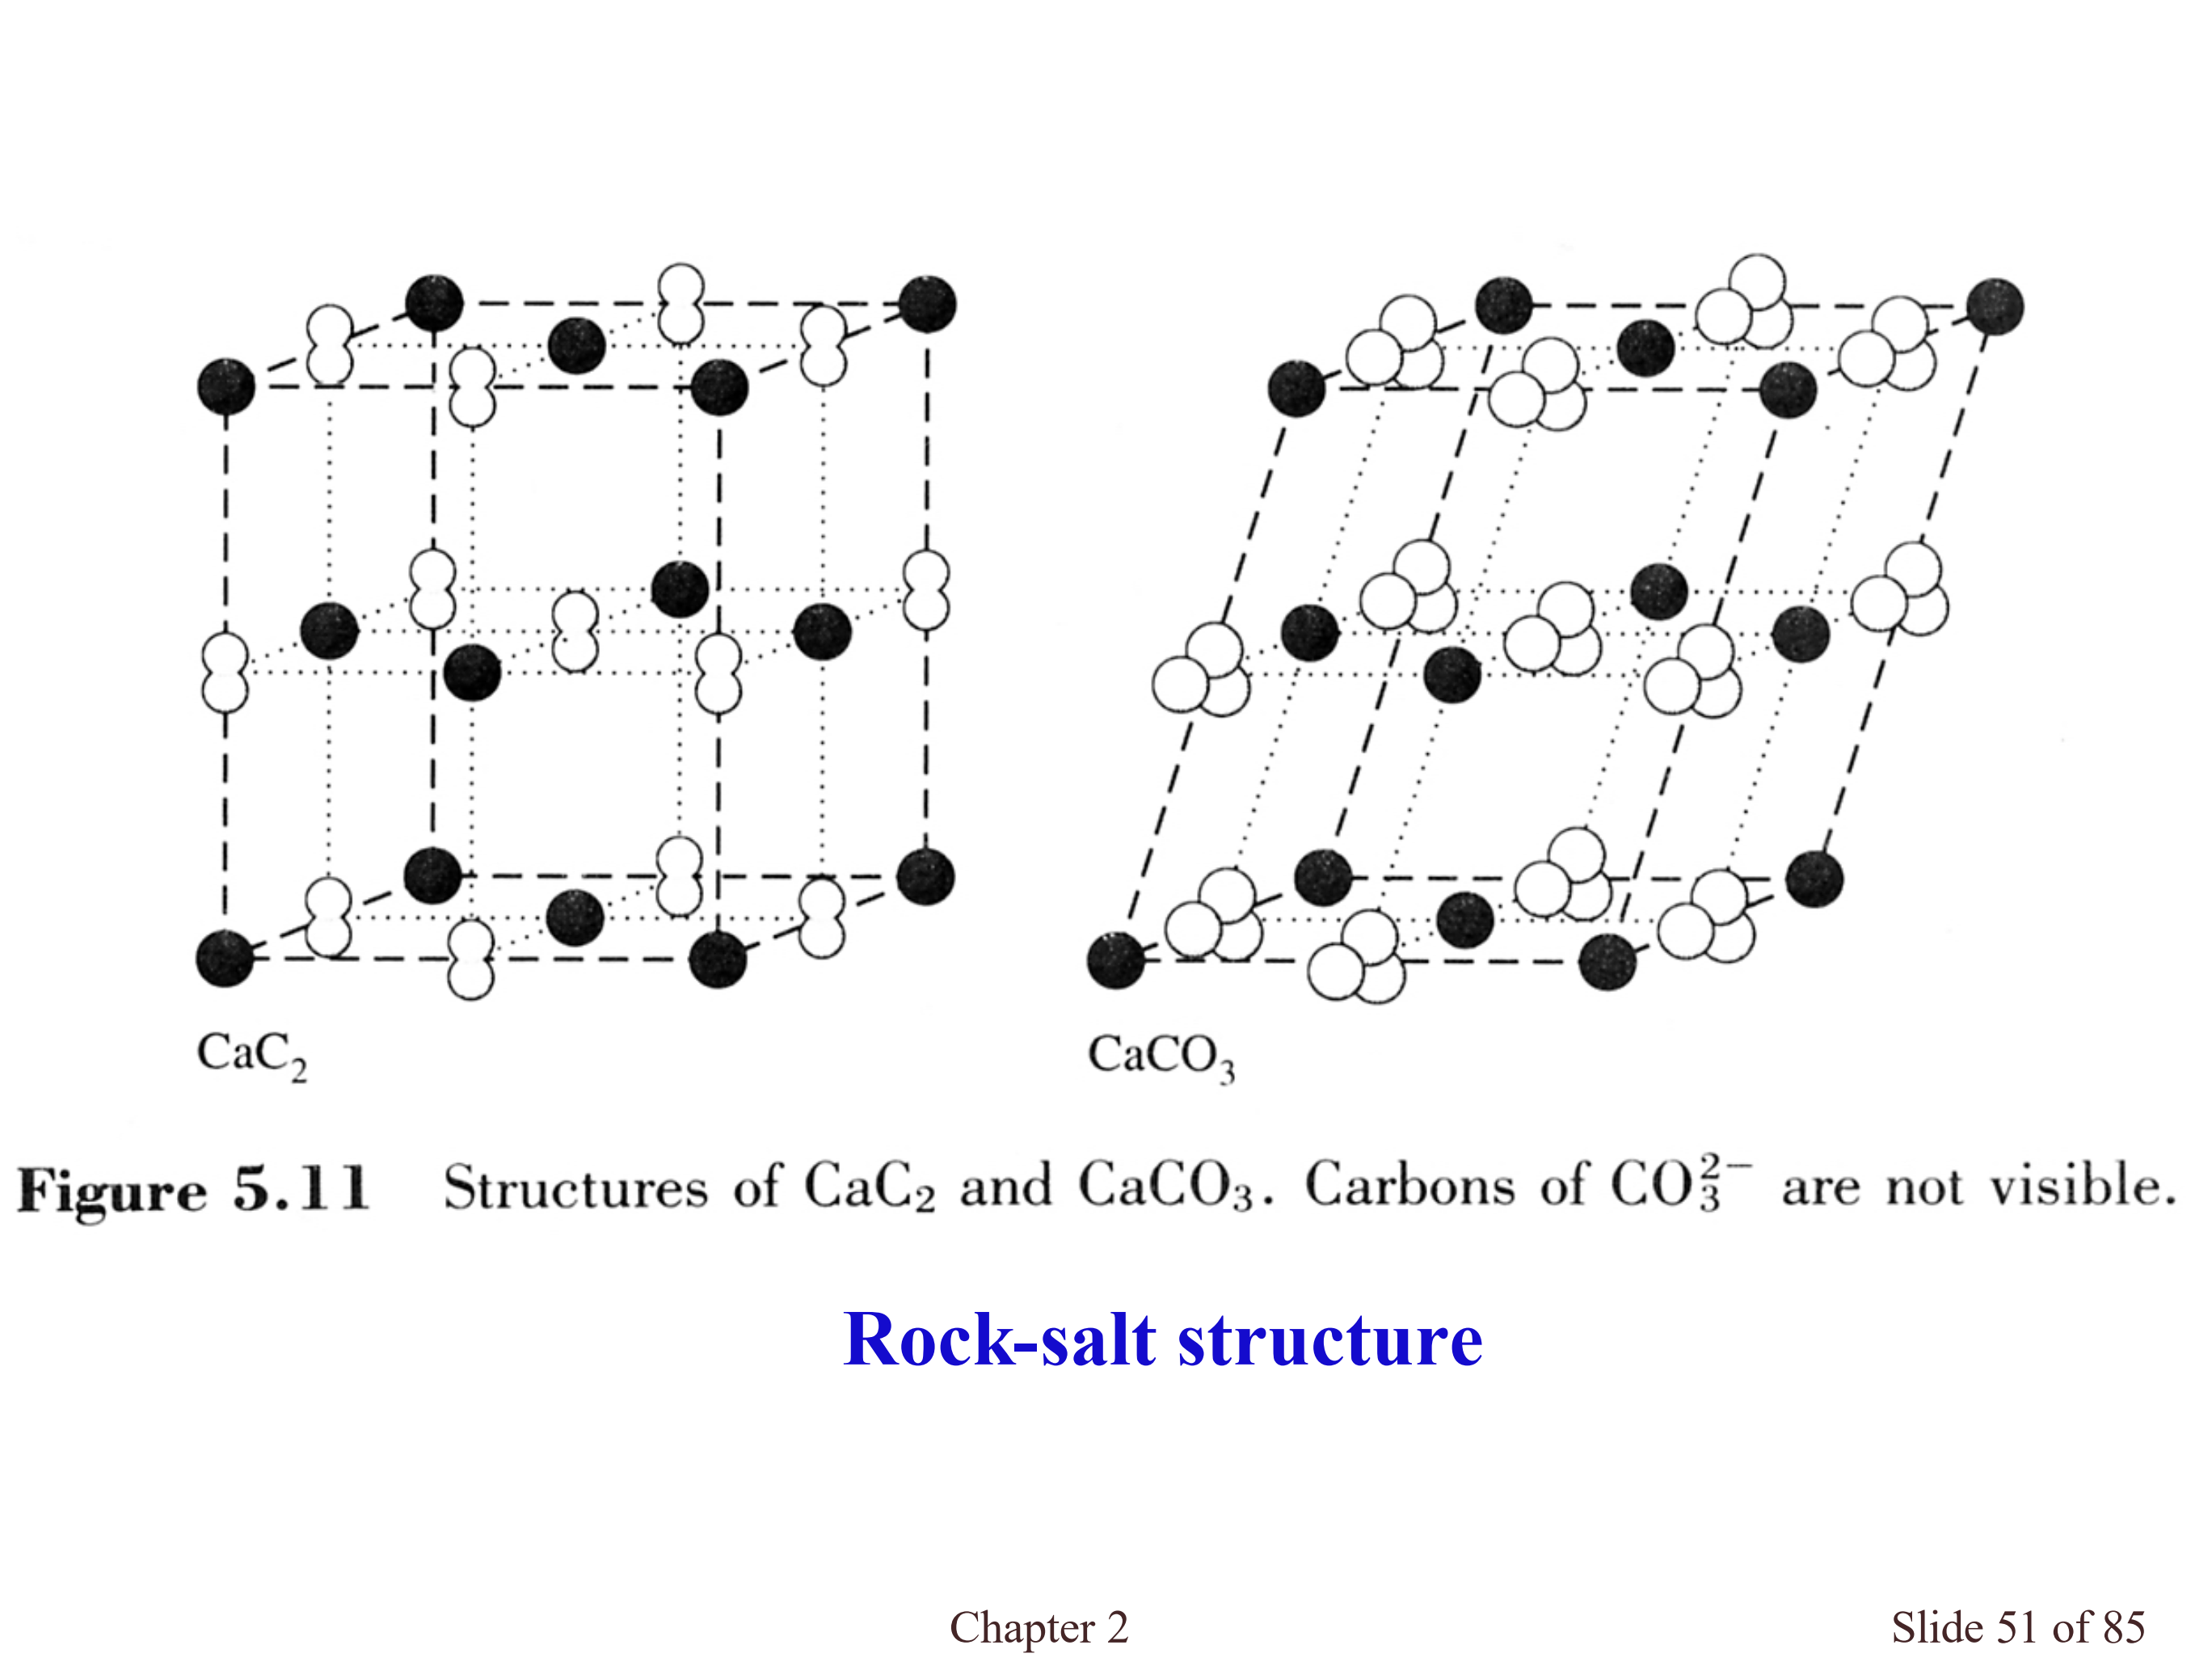 CaC₂
CaCO₃
Figure 5.11 Structures of CaC₂ and CaCO₃. Carbons of CO₃²⁻ are not visible.
Rock-salt structure
Chapter 2
Slide 51 of 85